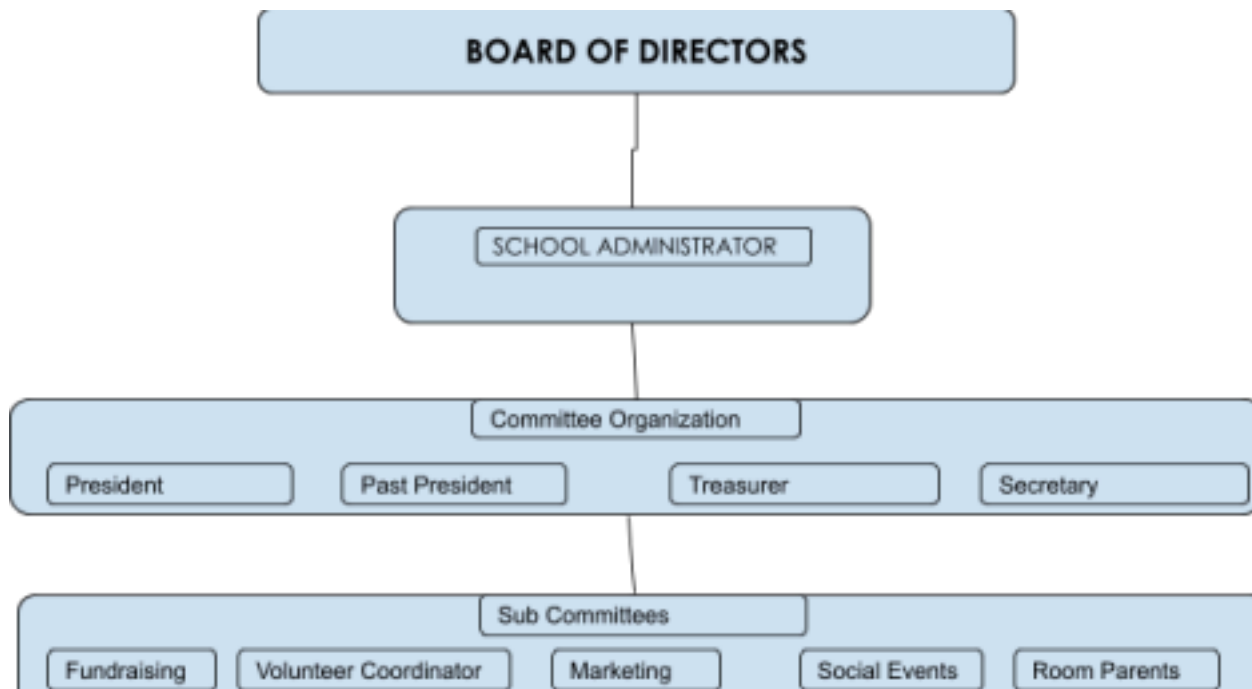 BOARD OF DIRECTORS
SCHOOL ADMINISTRATOR
Committee Organization
President
Past President
Treasurer
Secretary
Sub Committees
Fundraising
Volunteer Coordinator
Marketing
Social Events
Room Parents